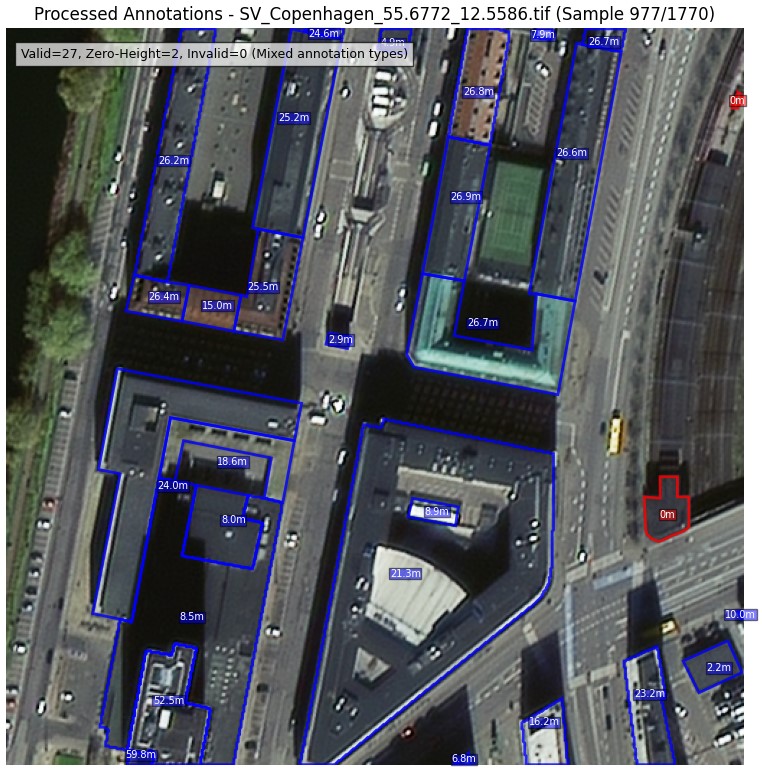 Processed Annotations - SV_Copenhagen_55.6772_12.5586.tif (Sample 977/1770)
Valid=27, Zero-Height=2, Invalid=0 (Mixed annotation types)
24.6m
4.9m
7.9m
26.7m
26.8m
0m
25.2m
26.2m
26.6m
26.9m
25.5m
26.4m
15.0m
26.7m
2.9m
18.6m
24.0m
8.9m
8.0m
0m
21.3m
8.5m
10.0m
2.2m
23.2m
52.5m
16.2m
59.8m
6.8m